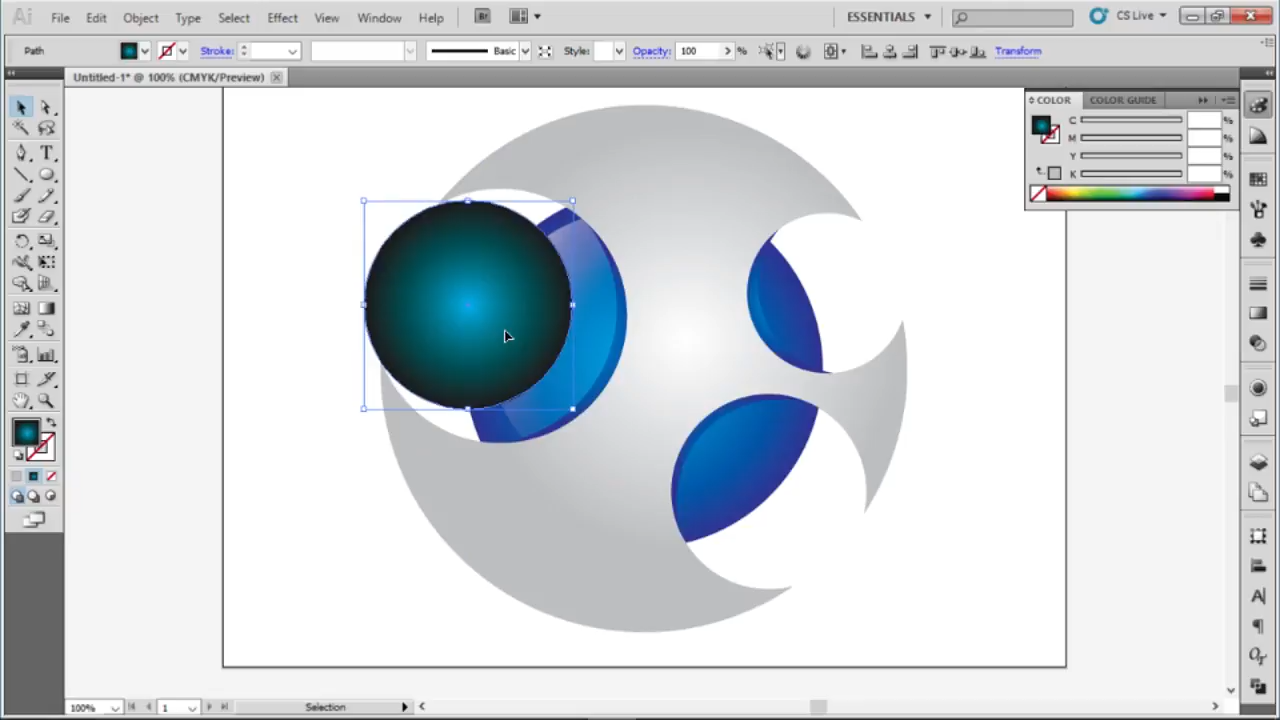 Ai File Edit Object Type Select Effect View Window Help Br ESSENTIALS CS Live
Path Stroke: Basic Style: Opacity: 100 % Transform
Untitled-1* @ 100% (CMYK/Preview)
COLOR COLOR GUIDE
C %
M %
Y %
K %
100% 1 Selection